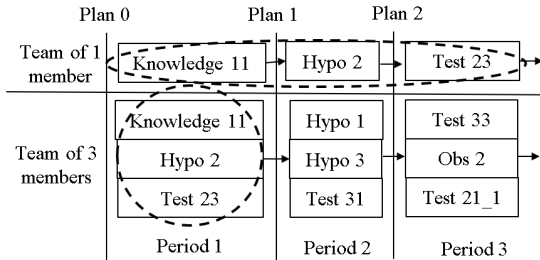 Plan 0 Plan 1 Plan 2
Team of 1 member
Knowledge 11 Hypo 2 Test 23
Team of 3 members
Knowledge 11 Hypo 1 Test 33
Hypo 2 Hypo 3 Obs 2
Test 23 Test 31 Test 21_1
Period 1 Period 2 Period 3